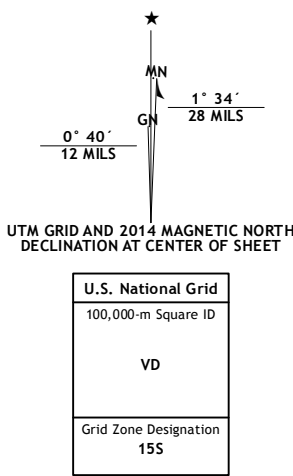 ★
MN
GN
1° 34´
28 MILS
0° 40´
12 MILS
UTM GRID AND 2014 MAGNETIC NORTH
DECLINATION AT CENTER OF SHEET
U.S. National Grid
100,000-m Square ID
VD
Grid Zone Designation
15S